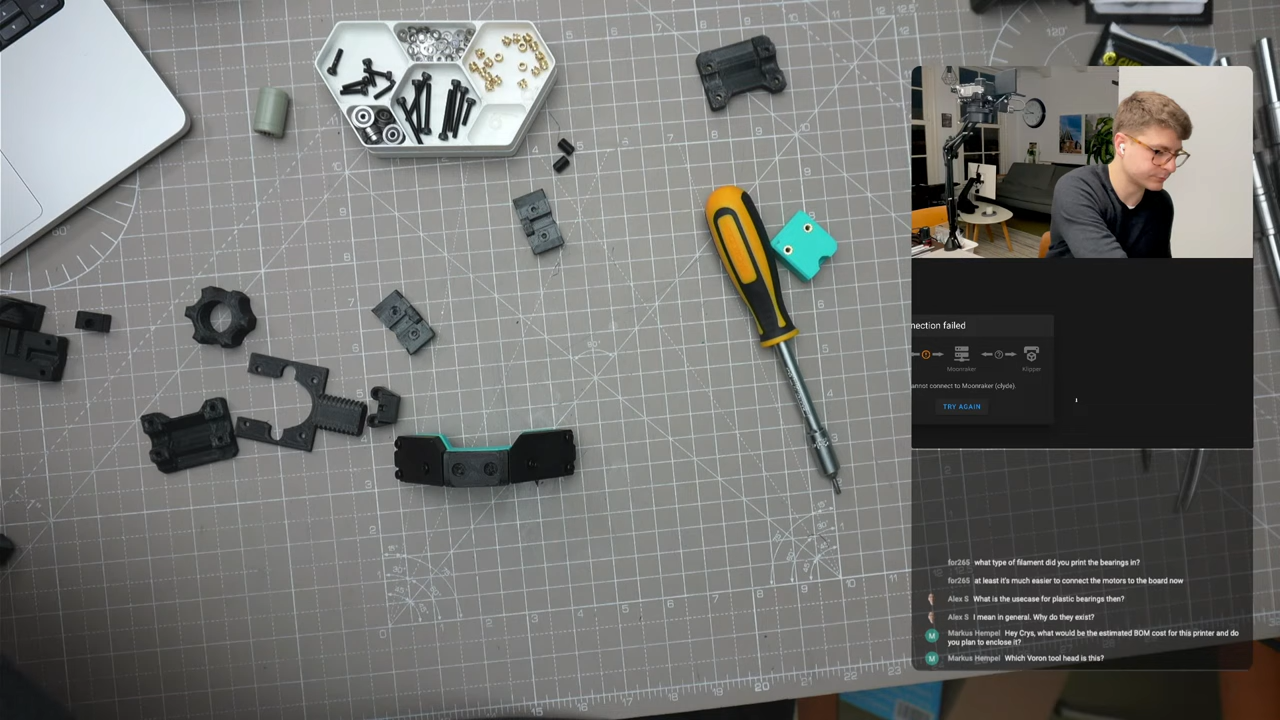 nection failed
Moonraker
Klipper
annot connect to Moonraker (clyde).
TRY AGAIN
for265 what type of filament did you print the bearings in?
for265 at least it's much easier to connect the motors to the board now
Alex S What is the usecase for plastic bearings then?
Alex S I mean in general. Why do they exist?
M Markus Hempel Hey Crys, what would be the estimated BOM cost for this printer and do
you plan to enclose it?
M Markus Hempel Which Voron tool head is this?